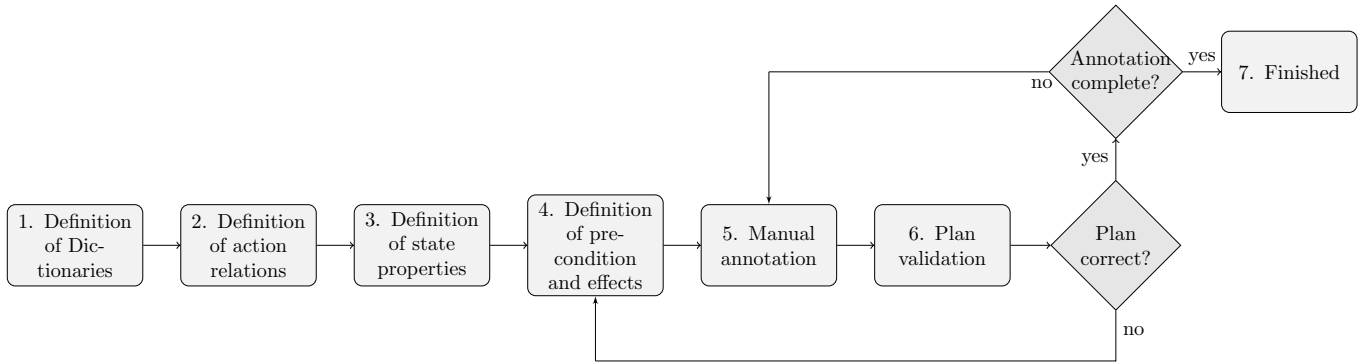 Annotation
complete?
yes
7. Finished
no
yes
1. Definition
of Dic-
tionaries
2. Definition
of action
relations
3. Definition
of state
properties
4. Definition
of pre-
condition
and effects
5. Manual
annotation
6. Plan
validation
Plan
correct?
no